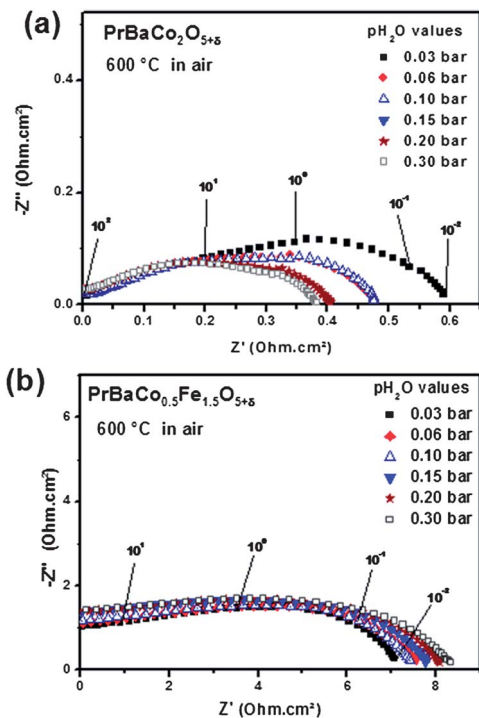 (a)
PrBaCo₂O₅₊δ
600 °C in air
pH₂O values
0.03 bar
0.06 bar
0.10 bar
0.15 bar
0.20 bar
0.30 bar
-Z'' (Ohm.cm²)
0.4
0.2
0.0
10²
10¹
10⁰
10⁻¹
10⁻²
0.0 0.1 0.2 0.3 0.4 0.5 0.6
Z' (Ohm.cm²)
(b)
PrBaCo₀.₅Fe₁.₅O₅₊δ
600 °C in air
pH₂O values
0.03 bar
0.06 bar
0.10 bar
0.15 bar
0.20 bar
0.30 bar
-Z'' (Ohm.cm²)
6
4
2
0
10¹
10⁰
10⁻¹
10⁻²
0 2 4 6 8
Z' (Ohm.cm²)